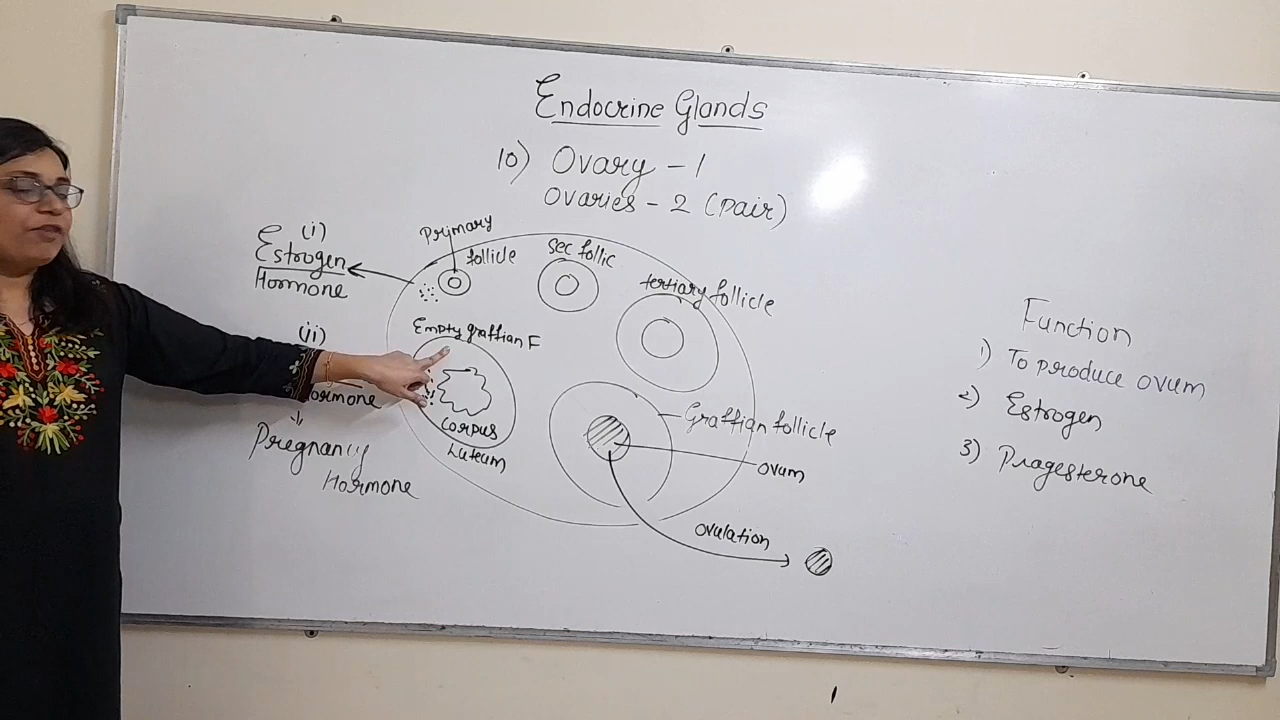 Endocrine Glands
10) Ovary - 1
Ovaries - 2 (Pair)
(i)
Estrogen
Hormone
Primary
follicle
Sec follic
tertiary follicle
(ii)
ormone
↓
Pregnancy
Hormone
Empty graffian F
Corpus
Luteum
Graffian follicle
ovum
ovulation
Function
1) To produce ovum
2) Estrogen
3) Pragesterone